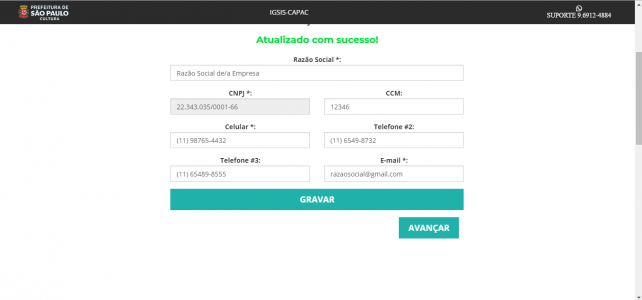 PREFEITURA DE
SÃO PAULO
CULTURA
IGSIS-CAPAC
SUPORTE 9.6912-4884
Atualizado com sucesso!
Razão Social *:
Razão Social de/a Empresa
CNPJ *: CCM:
22.343.035/0001-66 12346
Celular *: Telefone #2:
(11) 98765-4432 (11) 6549-8732
Telefone #3: E-mail *:
(11) 65489-8555 razaosocial@gmail.com
GRAVAR
AVANÇAR